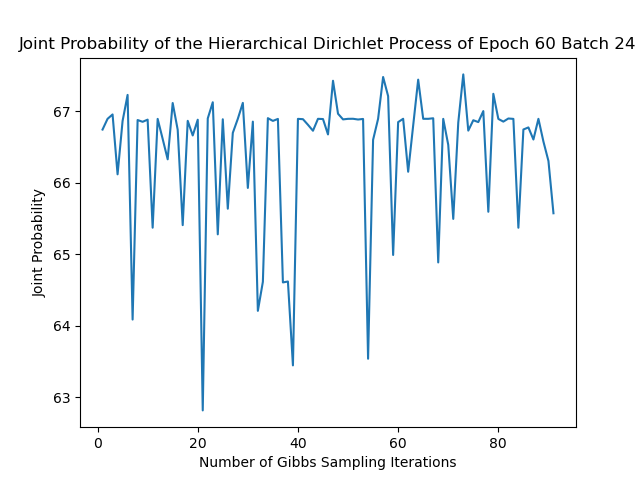 Joint Probability of the Hierarchical Dirichlet Process of Epoch 60 Batch 24
Joint Probability
67
66
65
64
63
0 20 40 60 80
Number of Gibbs Sampling Iterations